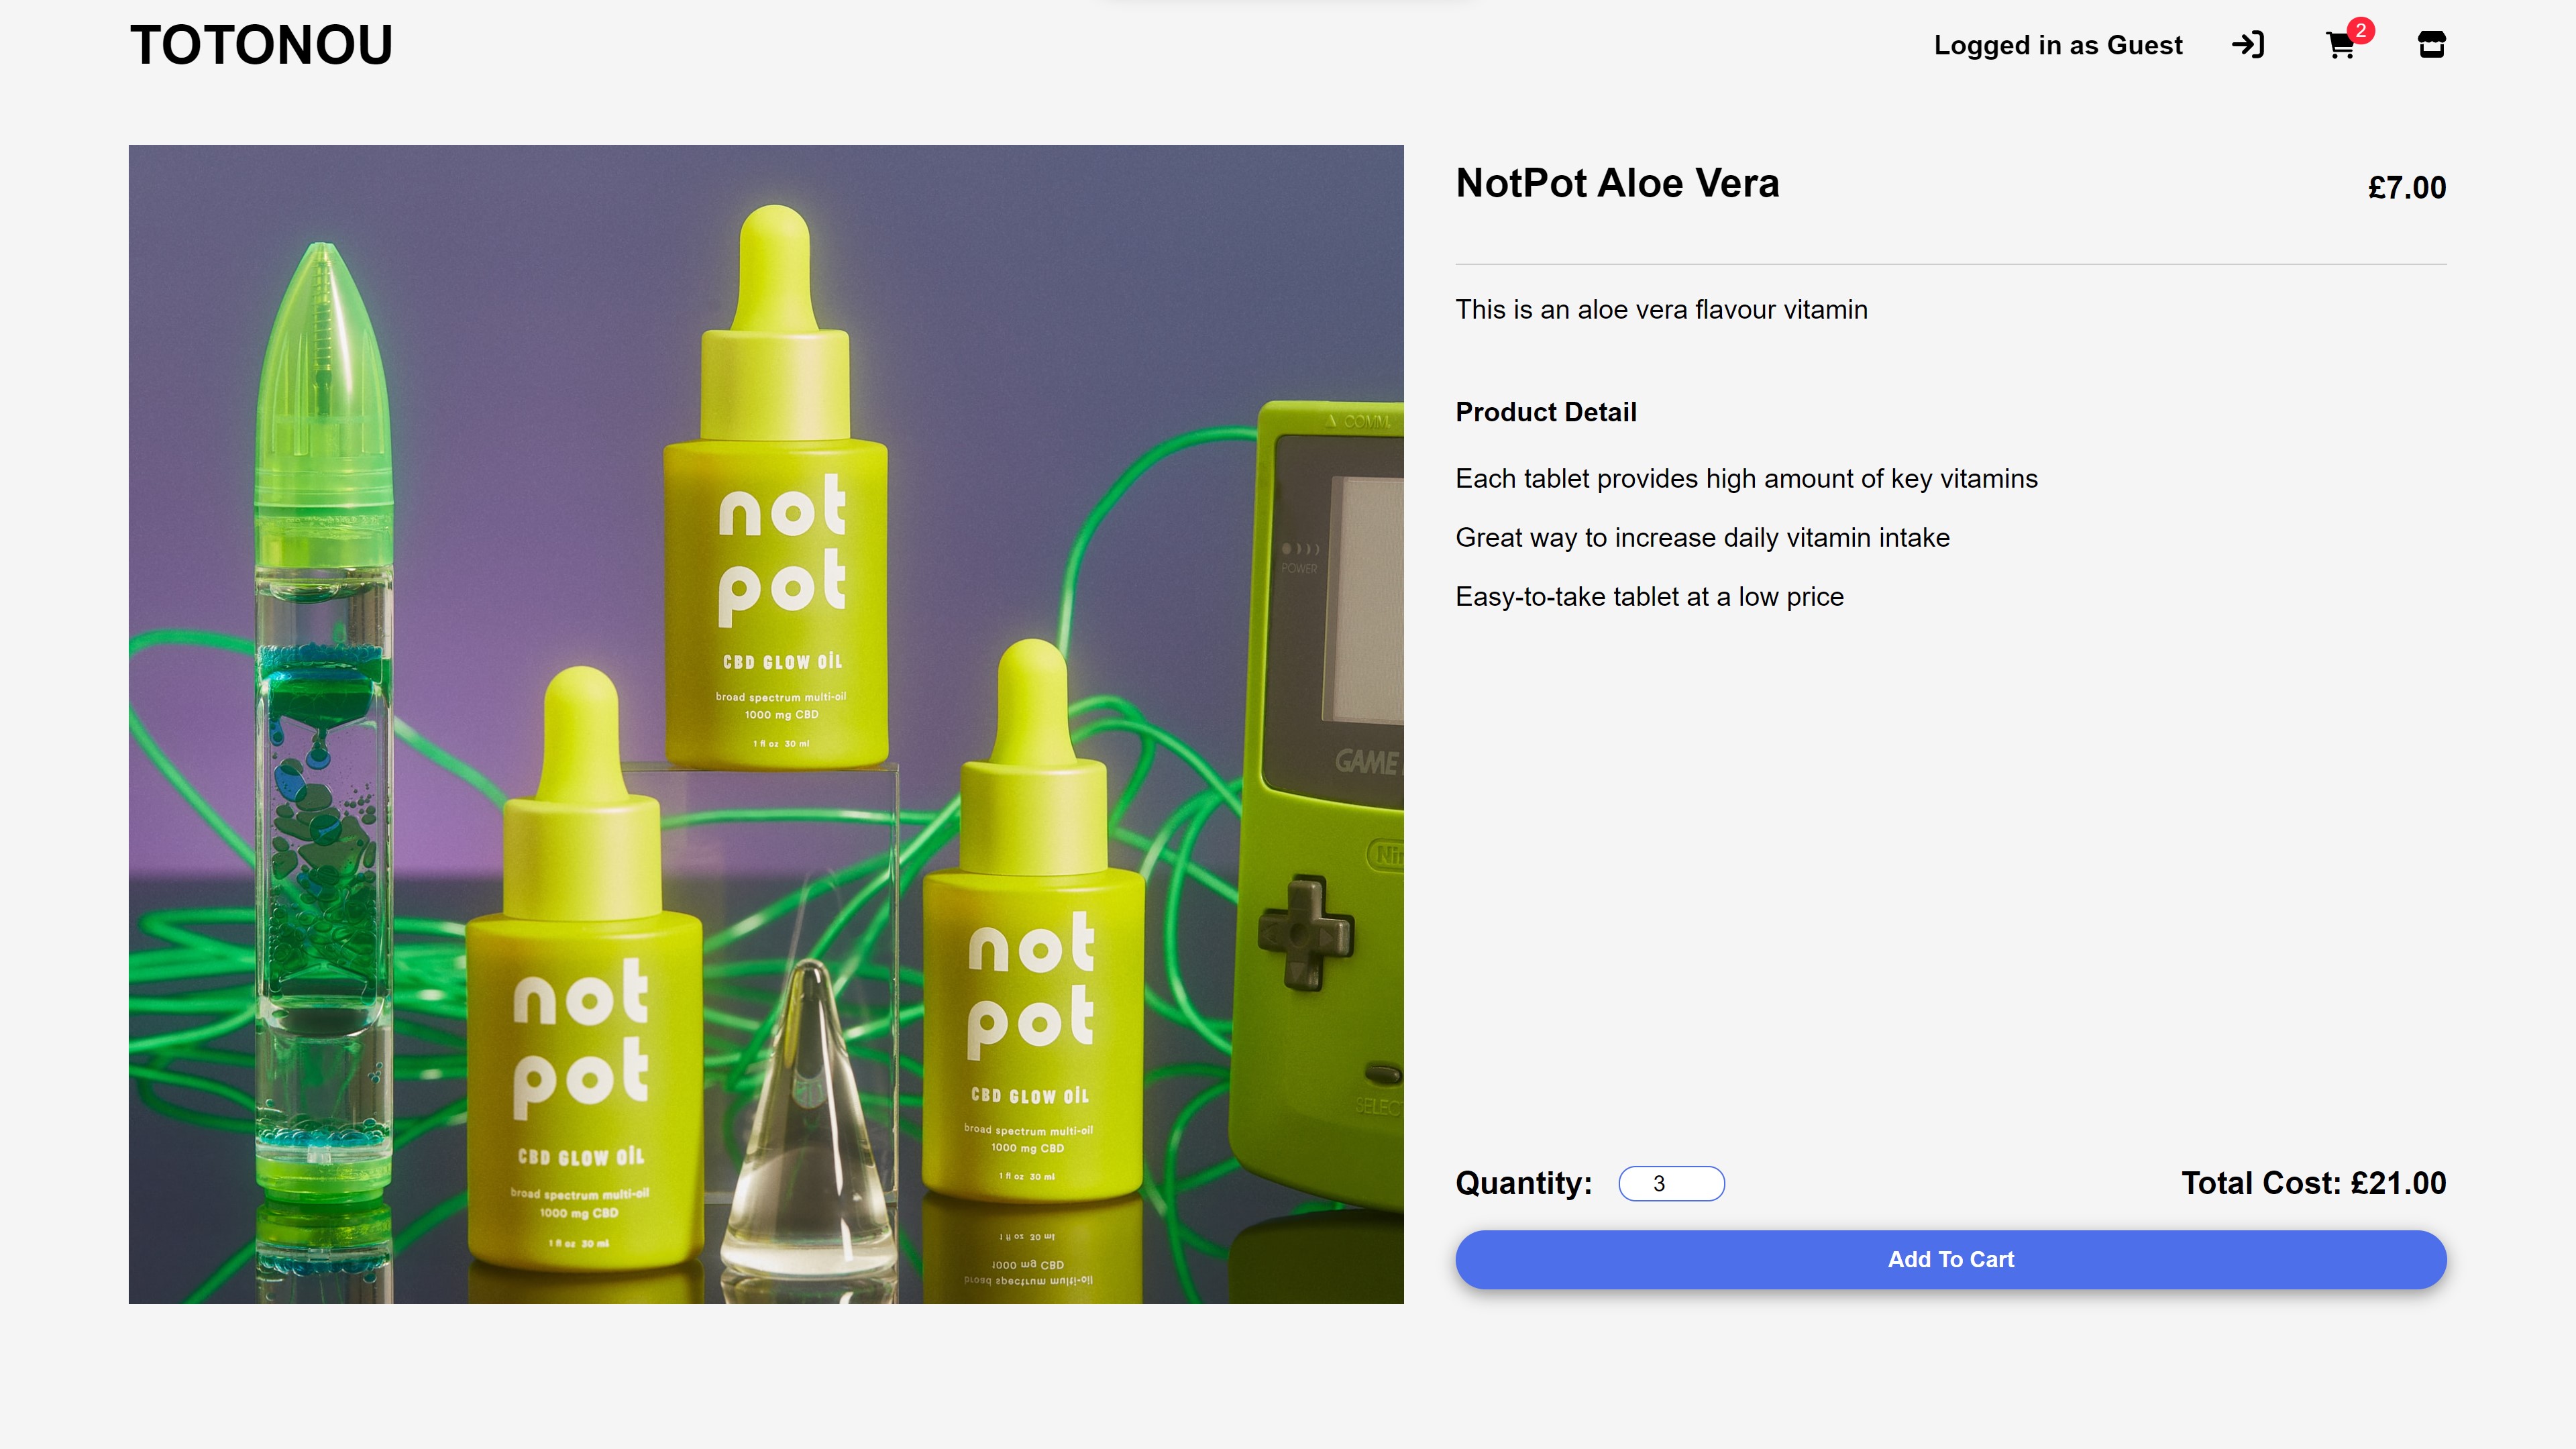 TOTONOU
Logged in as Guest
2
NotPot Aloe Vera
£7.00
This is an aloe vera flavour vitamin
Product Detail
Each tablet provides high amount of key vitamins
Great way to increase daily vitamin intake
Easy-to-take tablet at a low price
Quantity:
3
Total Cost: £21.00
Add To Cart
not
pot
CBD GLOW OIL
broad spectrum multi-oil
1000 mg CBD
1 fl oz 30 ml
not
pot
CBD GLOW OIL
broad spectrum multi-oil
1000 mg CBD
1 fl oz 30 ml
not
pot
CBD GLOW OIL
broad spectrum multi-oil
1000 mg CBD
1 fl oz 30 ml
COMM.
POWER
GAME
Nin
SELEC